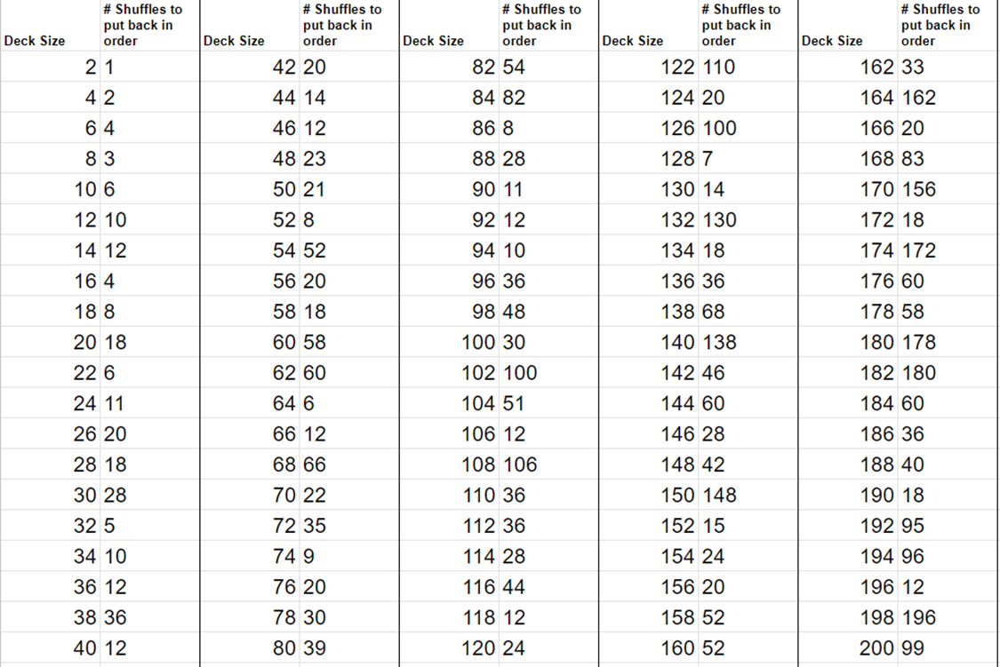 # Shuffles to # Shuffles to # Shuffles to # Shuffles to # Shuffles to
put back in put back in put back in put back in put back in
Deck Size order Deck Size order Deck Size order Deck Size order Deck Size order
2 1 42 20 82 54 122 110 162 33
4 2 44 14 84 82 124 20 164 162
6 4 46 12 86 8 126 100 166 20
8 3 48 23 88 28 128 7 168 83
10 6 50 21 90 11 130 14 170 156
12 10 52 8 92 12 132 130 172 18
14 12 54 52 94 10 134 18 174 172
16 4 56 20 96 36 136 36 176 60
18 8 58 18 98 48 138 68 178 58
20 18 60 58 100 30 140 138 180 178
22 6 62 60 102 100 142 46 182 180
24 11 64 6 104 51 144 60 184 60
26 20 66 12 106 12 146 28 186 36
28 18 68 66 108 106 148 42 188 40
30 28 70 22 110 36 150 148 190 18
32 5 72 35 112 36 152 15 192 95
34 10 74 9 114 28 154 24 194 96
36 12 76 20 116 44 156 20 196 12
38 36 78 30 118 12 158 52 198 196
40 12 80 39 120 24 160 52 200 99